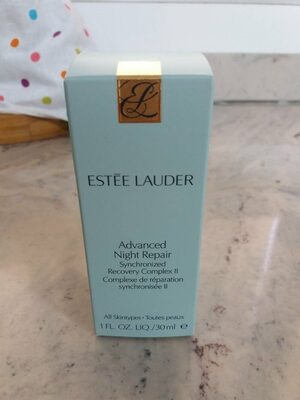 EL
ESTĒE LAUDER
Advanced
Night Repair
Synchronized
Recovery Complex II
Complexe de réparation
synchronisée II
All Skintypes • Toutes peaux
1 FL. OZ. LIQ./30 ml ℮